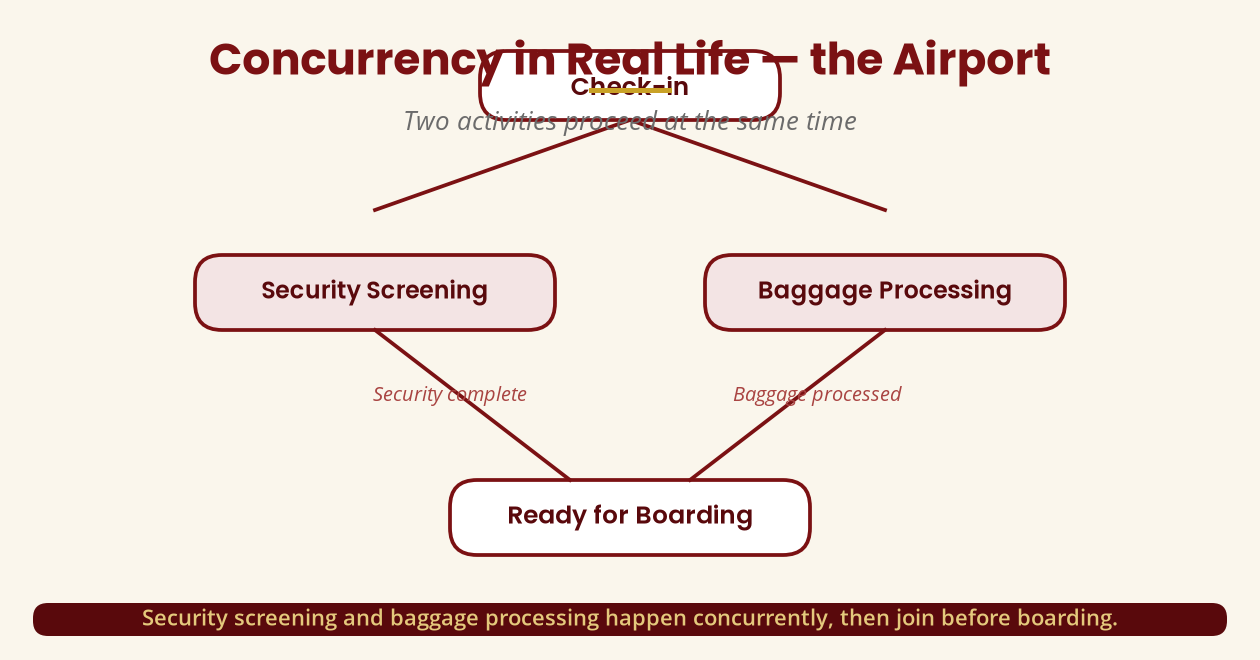 Concurrency in Real Life — the Airport
Check-in
Two activities proceed at the same time
Security Screening
Baggage Processing
Security complete
Baggage processed
Ready for Boarding
Security screening and baggage processing happen concurrently, then join before boarding.